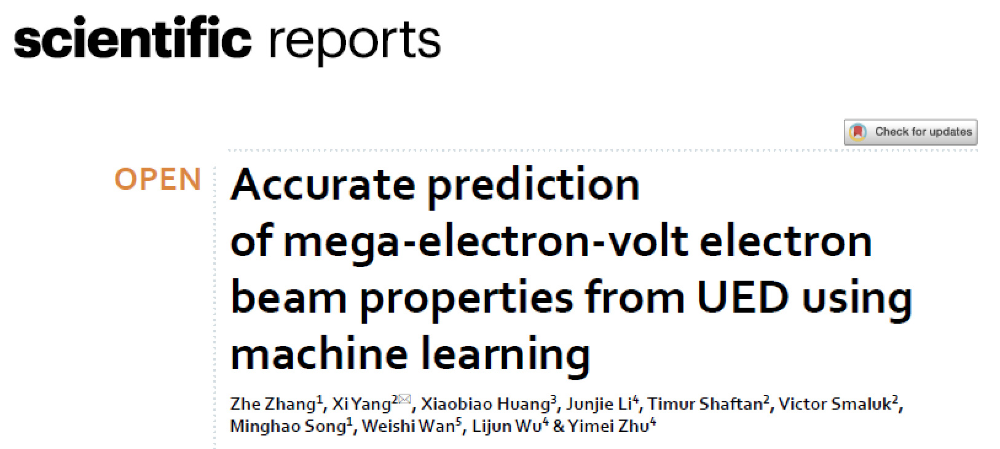 scientific reports
Check for updates
OPEN
Accurate prediction
of mega-electron-volt electron
beam properties from UED using
machine learning
Zhe Zhang¹, Xi Yang²✉, Xiaobiao Huang³, Junjie Li⁴, Timur Shaftan², Victor Smaluk²,
Minghao Song¹, Weishi Wan⁵, Lijun Wu⁴ & Yimei Zhu⁴